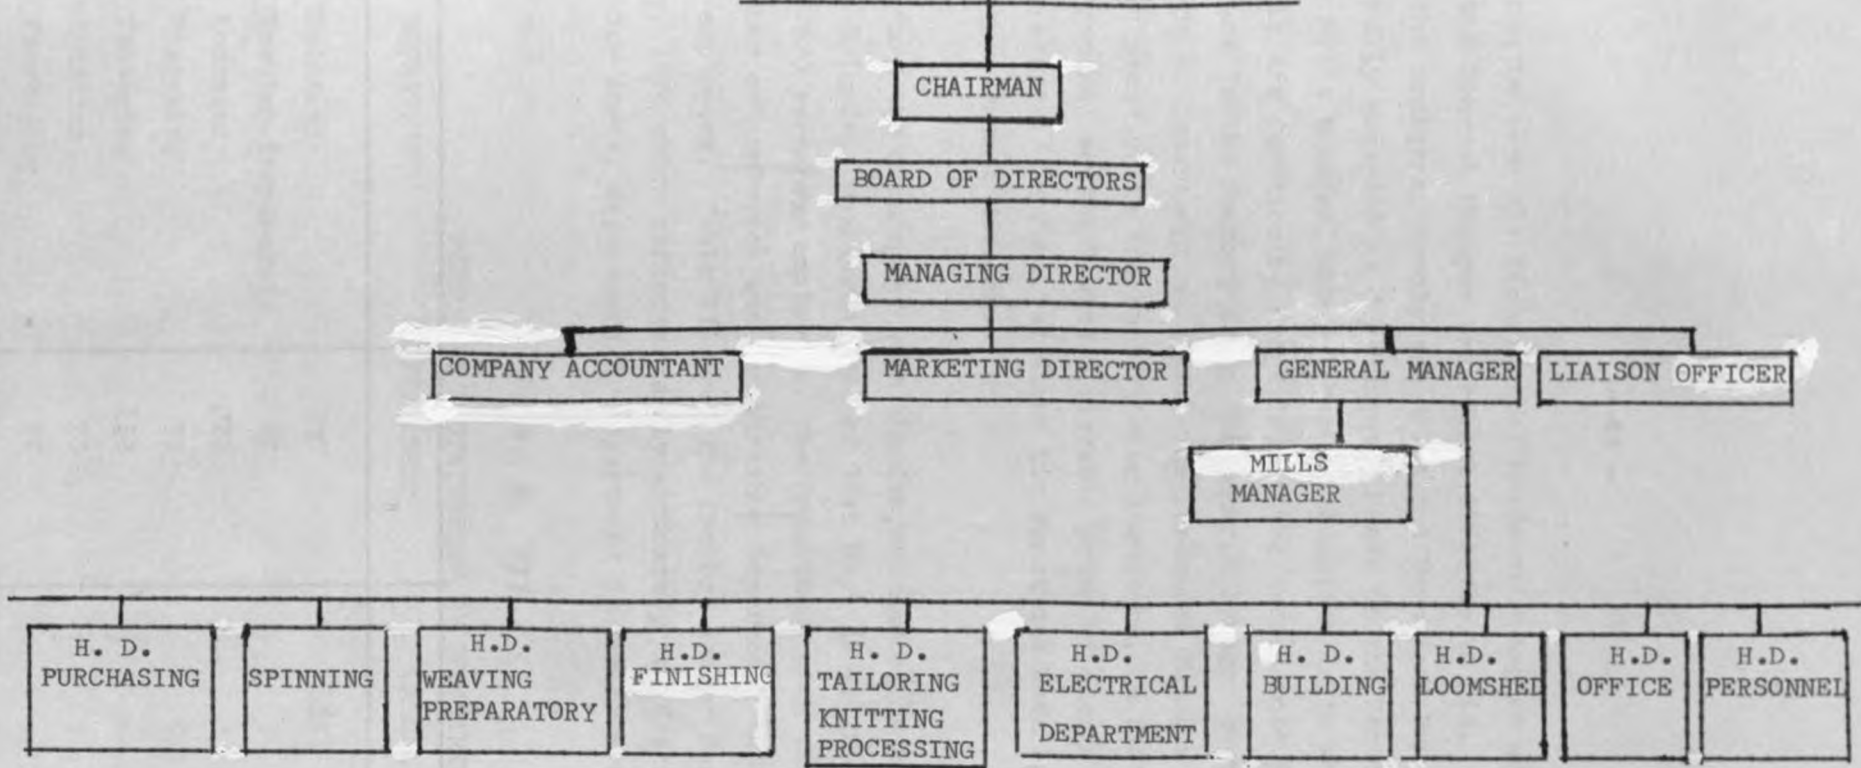 CHAIRMAN
BOARD OF DIRECTORS
MANAGING DIRECTOR
COMPANY ACCOUNTANT
MARKETING DIRECTOR
GENERAL MANAGER
LIAISON OFFICER
MILLS
MANAGER
H. D.
PURCHASING
SPINNING
H.D.
WEAVING
PREPARATORY
H.D.
FINISHING
H. D.
TAILORING
KNITTING
PROCESSING
H.D.
ELECTRICAL
DEPARTMENT
H. D.
BUILDING
H.D.
LOOMSHED
H.D.
OFFICE
H.D.
PERSONNEL